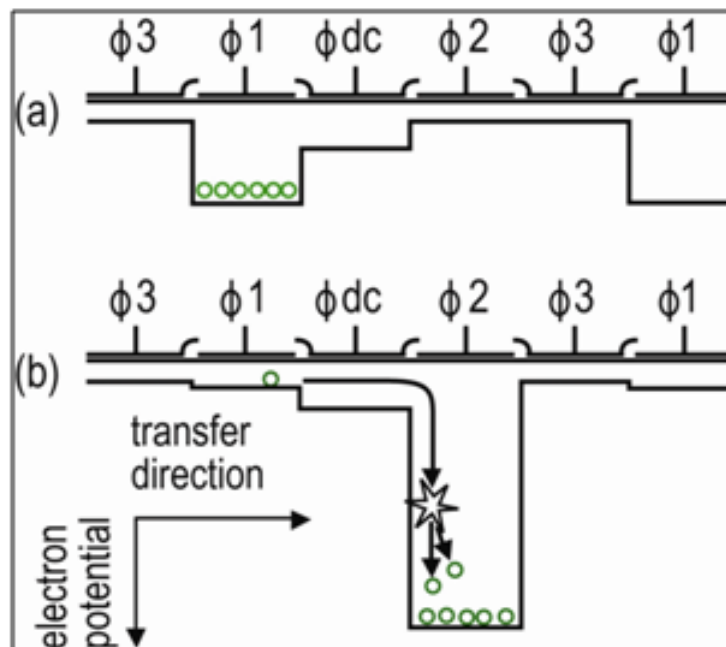 ϕ3 ϕ1 ϕdc ϕ2 ϕ3 ϕ1
(a)
ϕ3 ϕ1 ϕdc ϕ2 ϕ3 ϕ1
(b)
transfer
direction
electron
potential